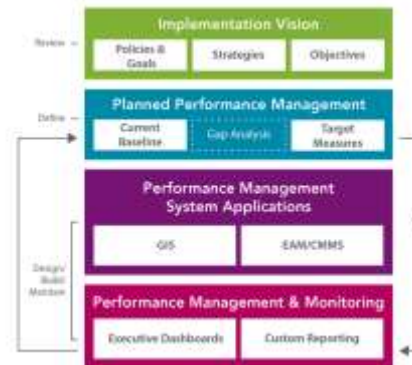 Implementation Vision
Review
Policies &
Goals
Strategies
Objectives
Planned Performance Management
Define
Current
Baseline
Gap Analysis
Target
Measures
Performance Management
System Applications
GIS
EAM/CMMS
Design/
Build/
Maintain
Performance Management & Monitoring
Executive Dashboards
Custom Reporting